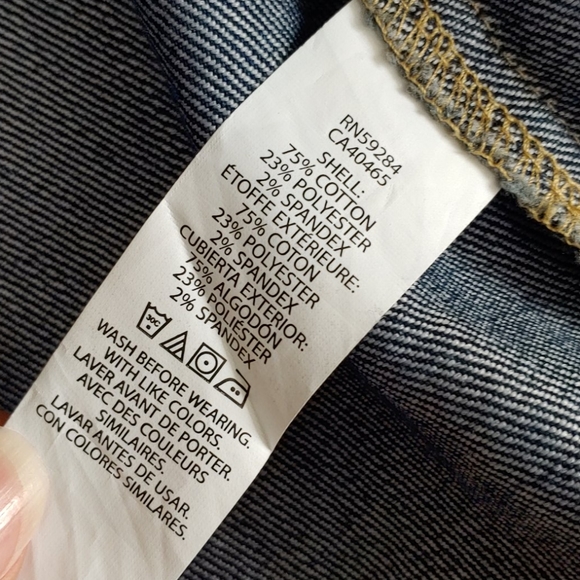 RN59284
CA40465
SHELL:
75% COTTON
23% POLYESTER
2% SPANDEX
ÉTOFFE EXTÉRIEURE:
75% COTON
23% POLYESTER
2% SPANDEX
CUBIERTA EXTERIOR:
75% ALGODÓN
23% POLIÉSTER
2% SPANDEX
30C
WASH BEFORE WEARING.
WITH LIKE COLORS.
LAVER AVANT DE PORTER.
AVEC DES COULEURS
SIMILAIRES.
LAVAR ANTES DE USAR.
CON COLORES SIMILARES.